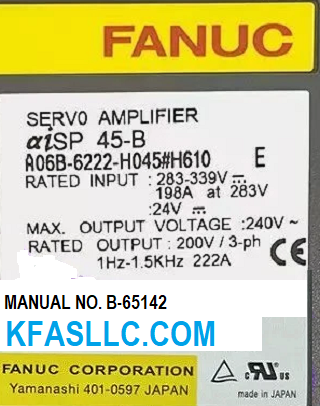 FANUC
SERVO AMPLIFIER
αiSP 45-B
A06B-6222-H045#H610 E
RATED INPUT : 283-339V ⎓
198A at 283V
:24V ⎓
MAX. OUTPUT VOLTAGE :240V ~
RATED OUTPUT : 200V / 3-ph
1Hz-1.5KHz 222A
CE
MANUAL NO. B-65142
KFASLLC.COM
FANUC CORPORATION
Yamanashi 401-0597 JAPAN
c RU us
made in JAPAN